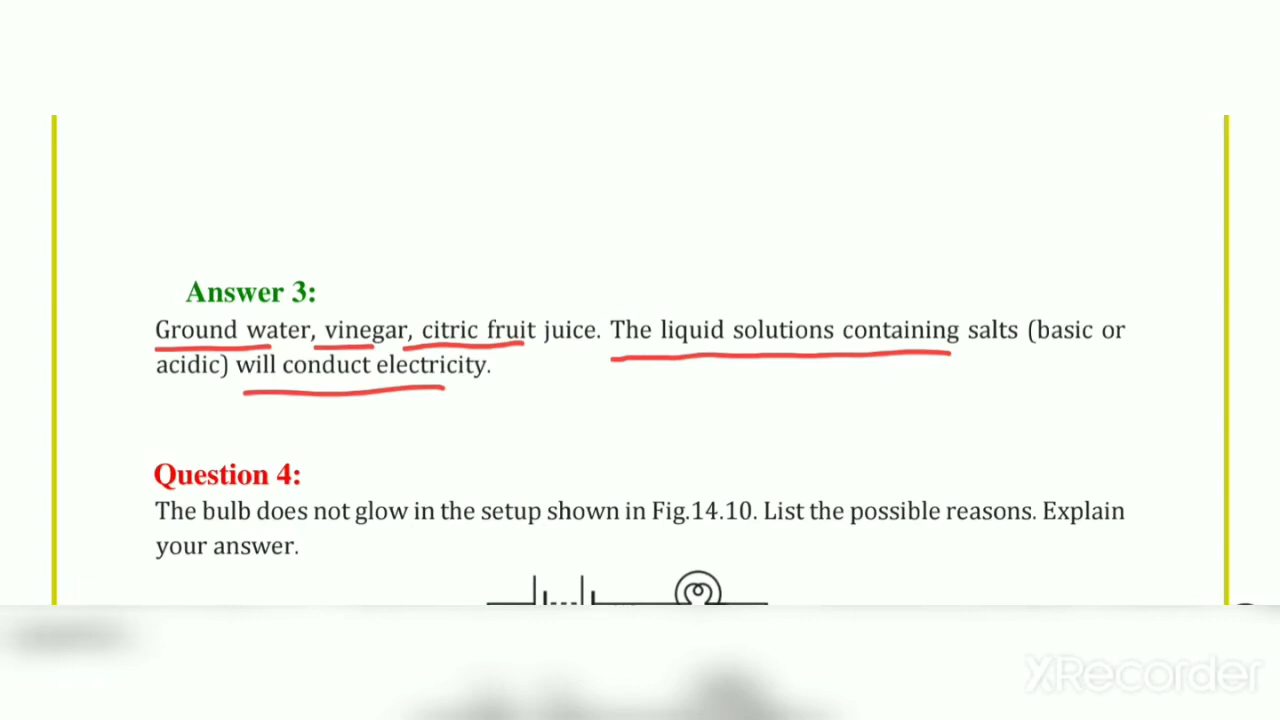 Answer 3:
Ground water, vinegar, citric fruit juice. The liquid solutions containing salts (basic or
acidic) will conduct electricity.
Question 4:
The bulb does not glow in the setup shown in Fig.14.10. List the possible reasons. Explain
your answer.
XRecorder